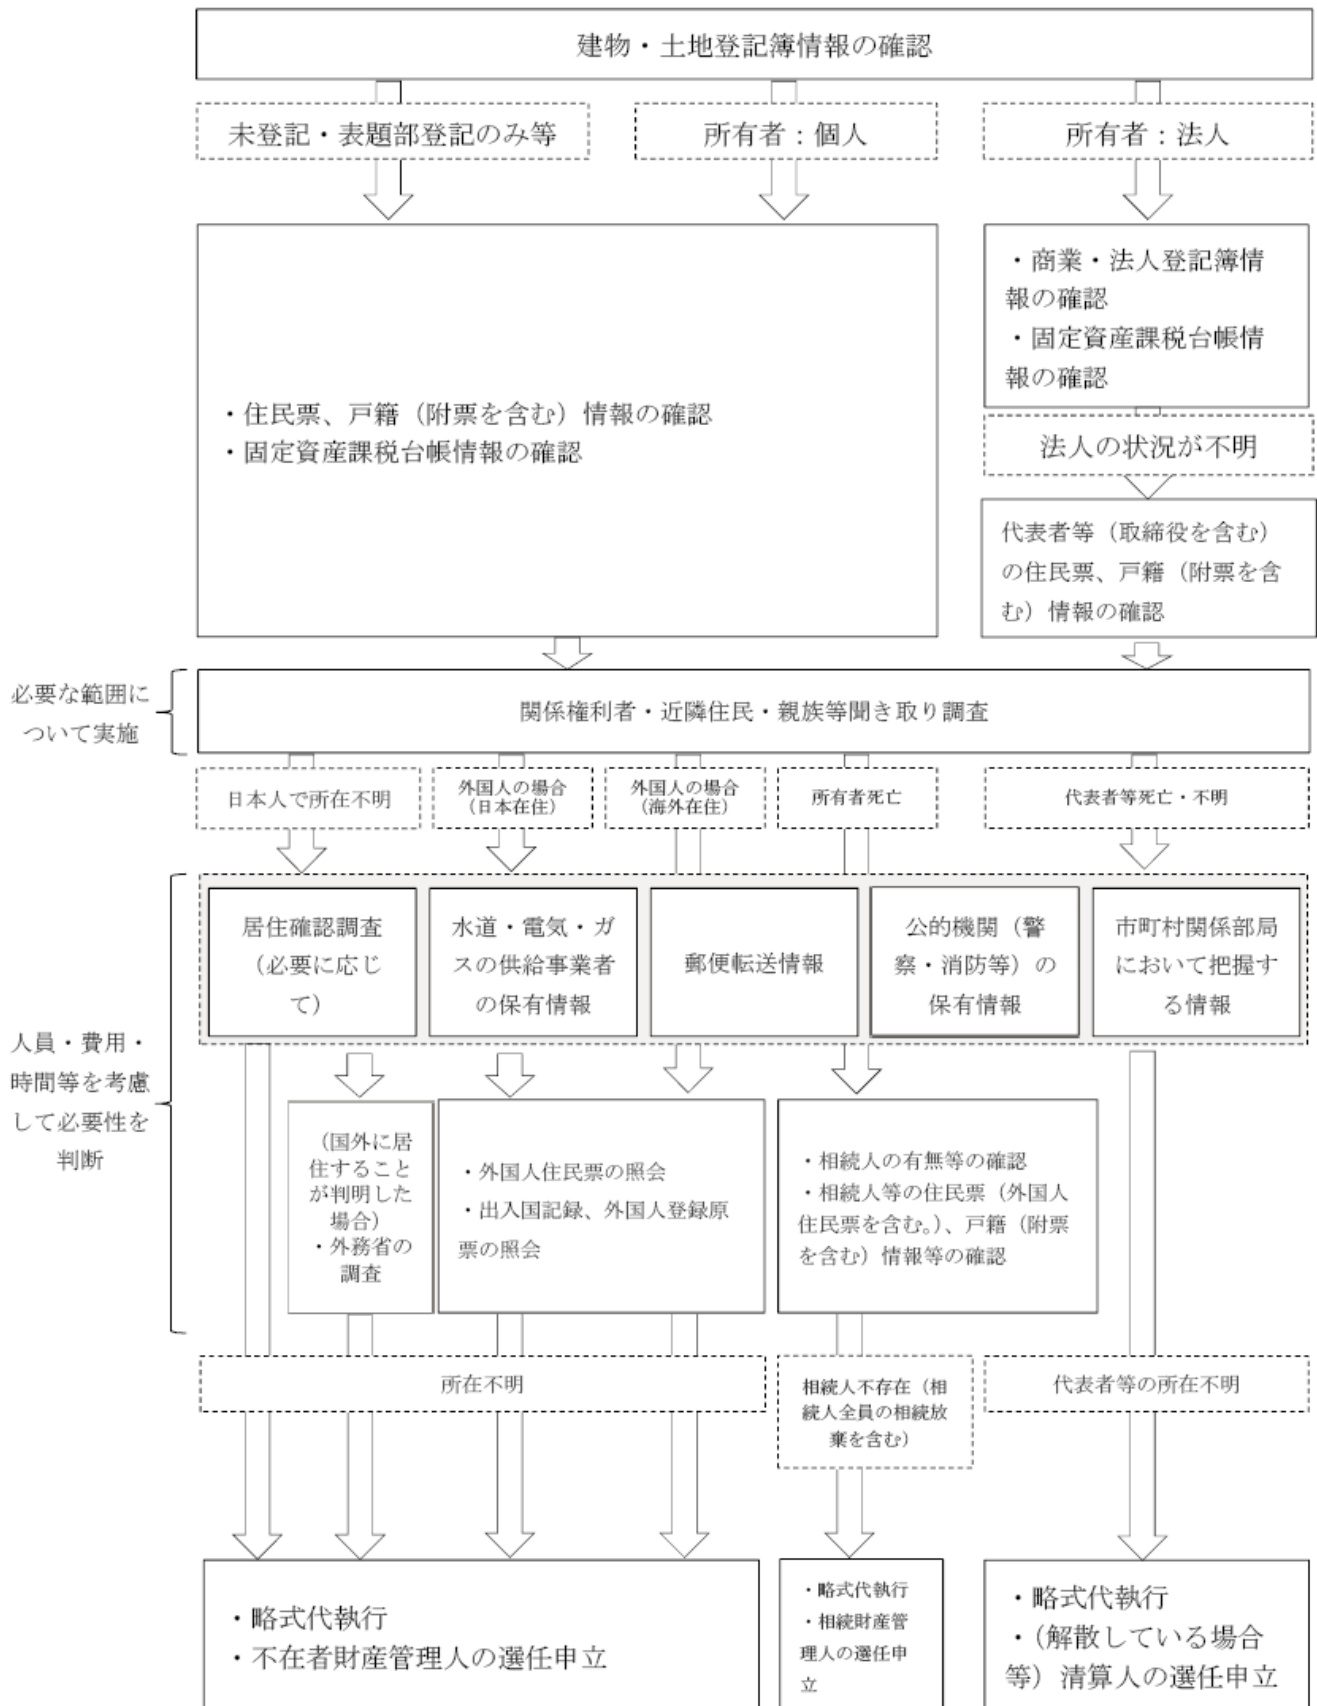 建物・土地登記簿情報の確認
未登記・表題部登記のみ等
所有者：個人
所有者：法人
・住民票、戸籍（附票を含む）情報の確認
・固定資産課税台帳情報の確認
・商業・法人登記簿情
報の確認
・固定資産課税台帳情
報の確認
法人の状況が不明
代表者等（取締役を含む）
の住民票、戸籍（附票を含
む）情報の確認
必要な範囲に
ついて実施
関係権利者・近隣住民・親族等聞き取り調査
日本人で所在不明
外国人の場合
（日本在住）
外国人の場合
（海外在住）
所有者死亡
代表者等死亡・不明
人員・費用・
時間等を考慮
して必要性を
判断
居住確認調査
（必要に応じ
て）
水道・電気・ガ
スの供給事業者
の保有情報
郵便転送情報
公的機関（警
察・消防等）の
保有情報
市町村関係部局
において把握す
る情報
（国外に居
住すること
が判明した
場合）
・外務省の
調査
・外国人住民票の照会
・出入国記録、外国人登録原
票の照会
・相続人の有無等の確認
・相続人等の住民票（外国人
住民票を含む。）、戸籍（附票
を含む）情報等の確認
所在不明
相続人不存在（相
続人全員の相続放
棄を含む）
代表者等の所在不明
・略式代執行
・不在者財産管理人の選任申立
・略式代執行
・相続財産管
理人の選任申
立
・略式代執行
・（解散している場合
等）清算人の選任申立